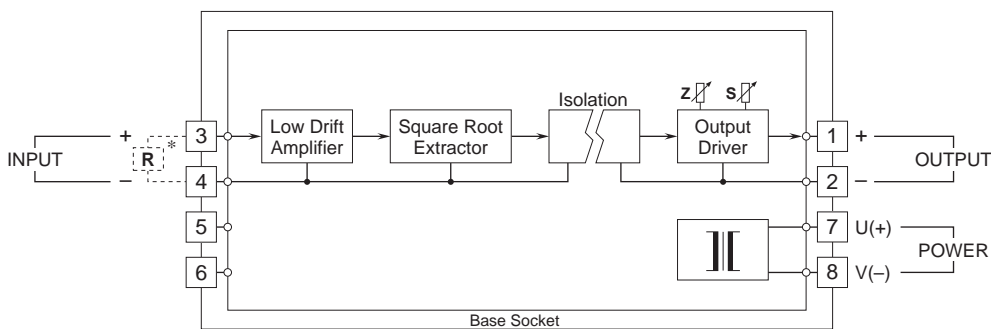 Isolation
Z
S
Low Drift
Amplifier
Square Root
Extractor
Output
Driver
INPUT
+
–
R
*
3
4
5
6
1
2
7
8
+
–
OUTPUT
U(+)
V(–)
POWER
Base Socket